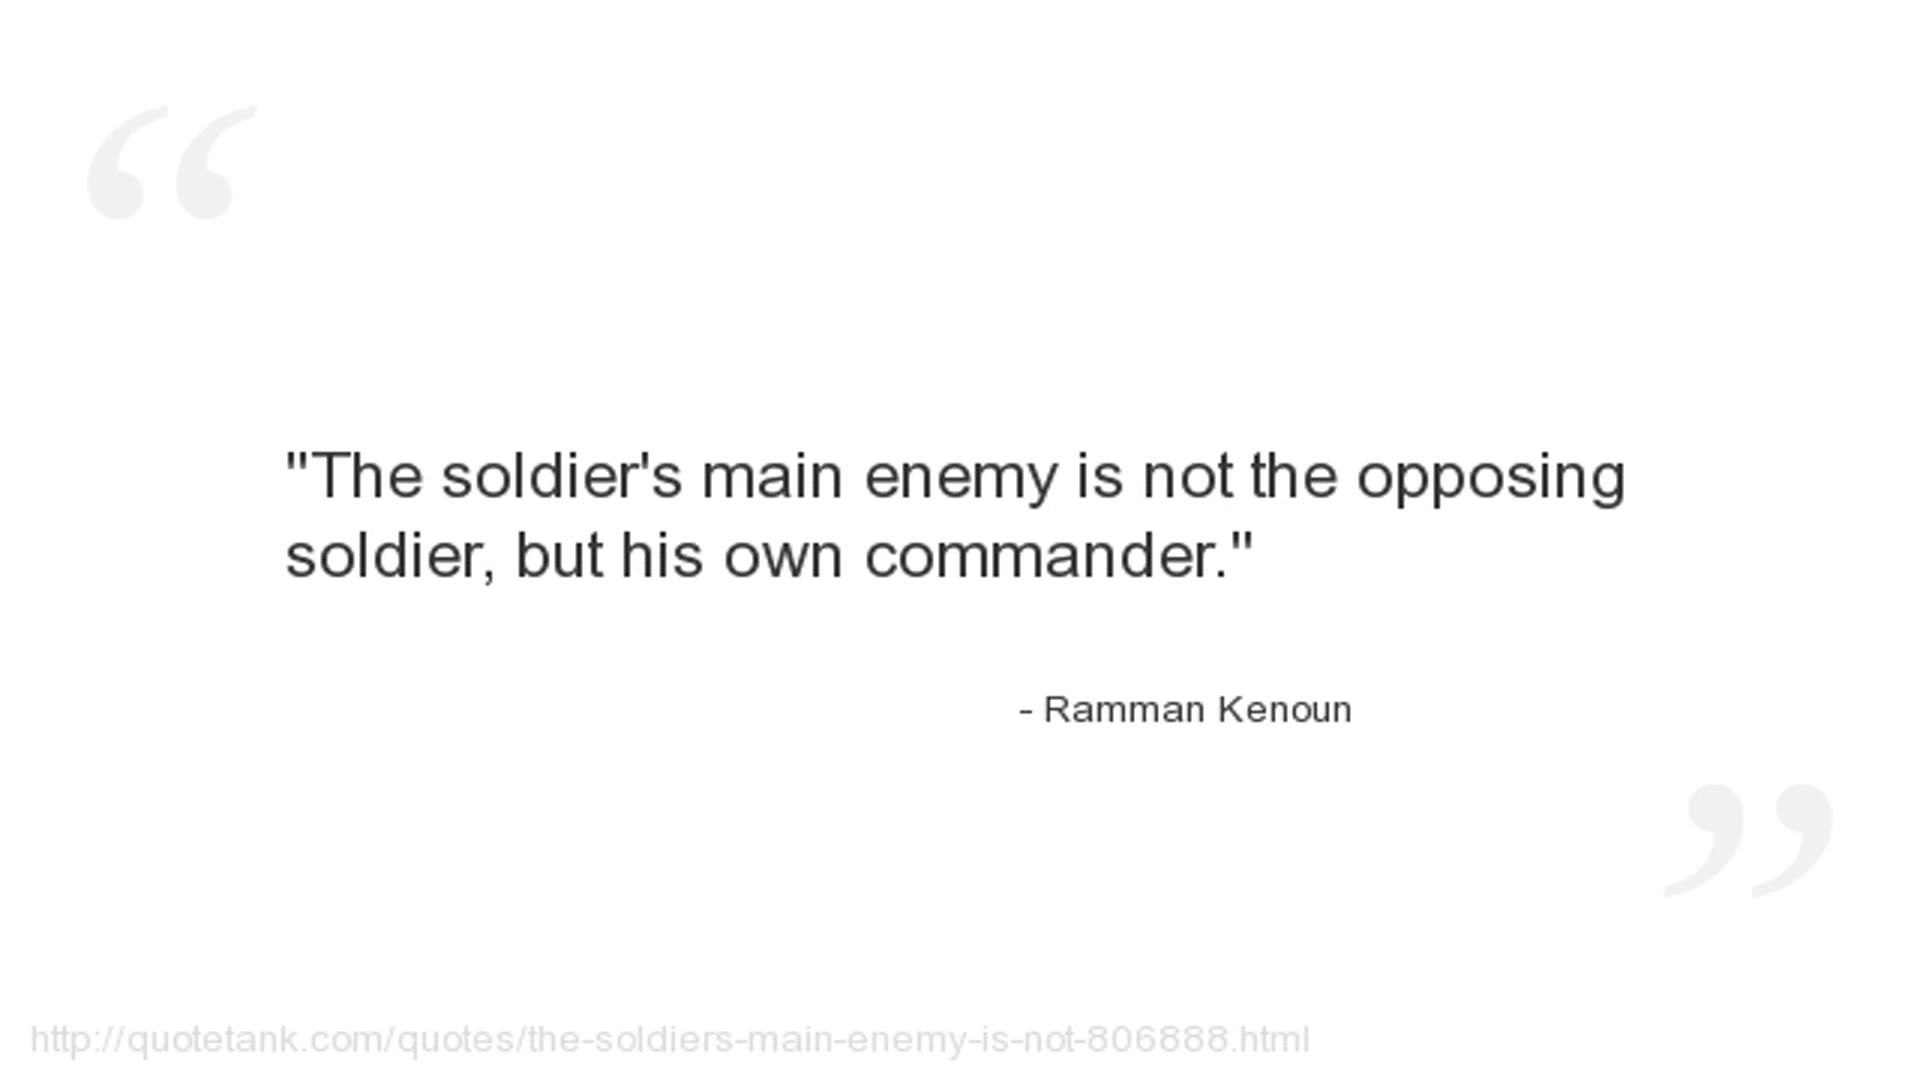 "The soldier's main enemy is not the opposing
soldier, but his own commander."
- Ramman Kenoun
http://quotetank.com/quotes/the-soldiers-main-enemy-is-not-806888.html